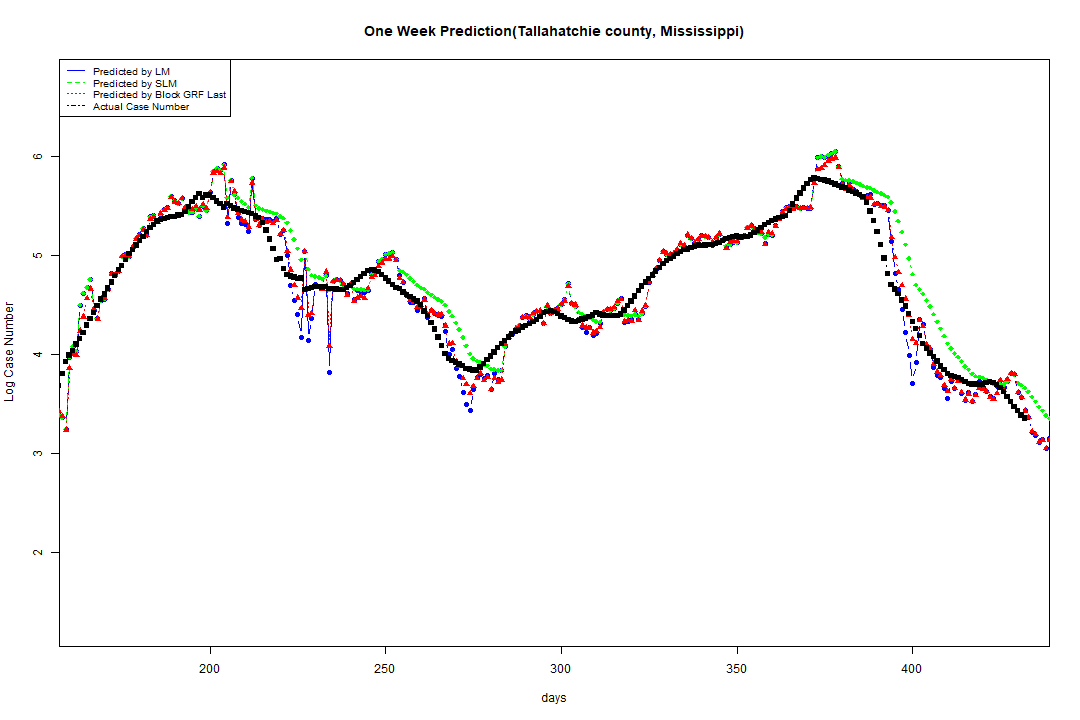 One Week Prediction(Tallahatchie county, Mississippi)
Predicted by LM
Predicted by SLM
Predicted by Block GRF Last
Actual Case Number
6
5
4
3
2
Log Case Number
200 250 300 350 400
days